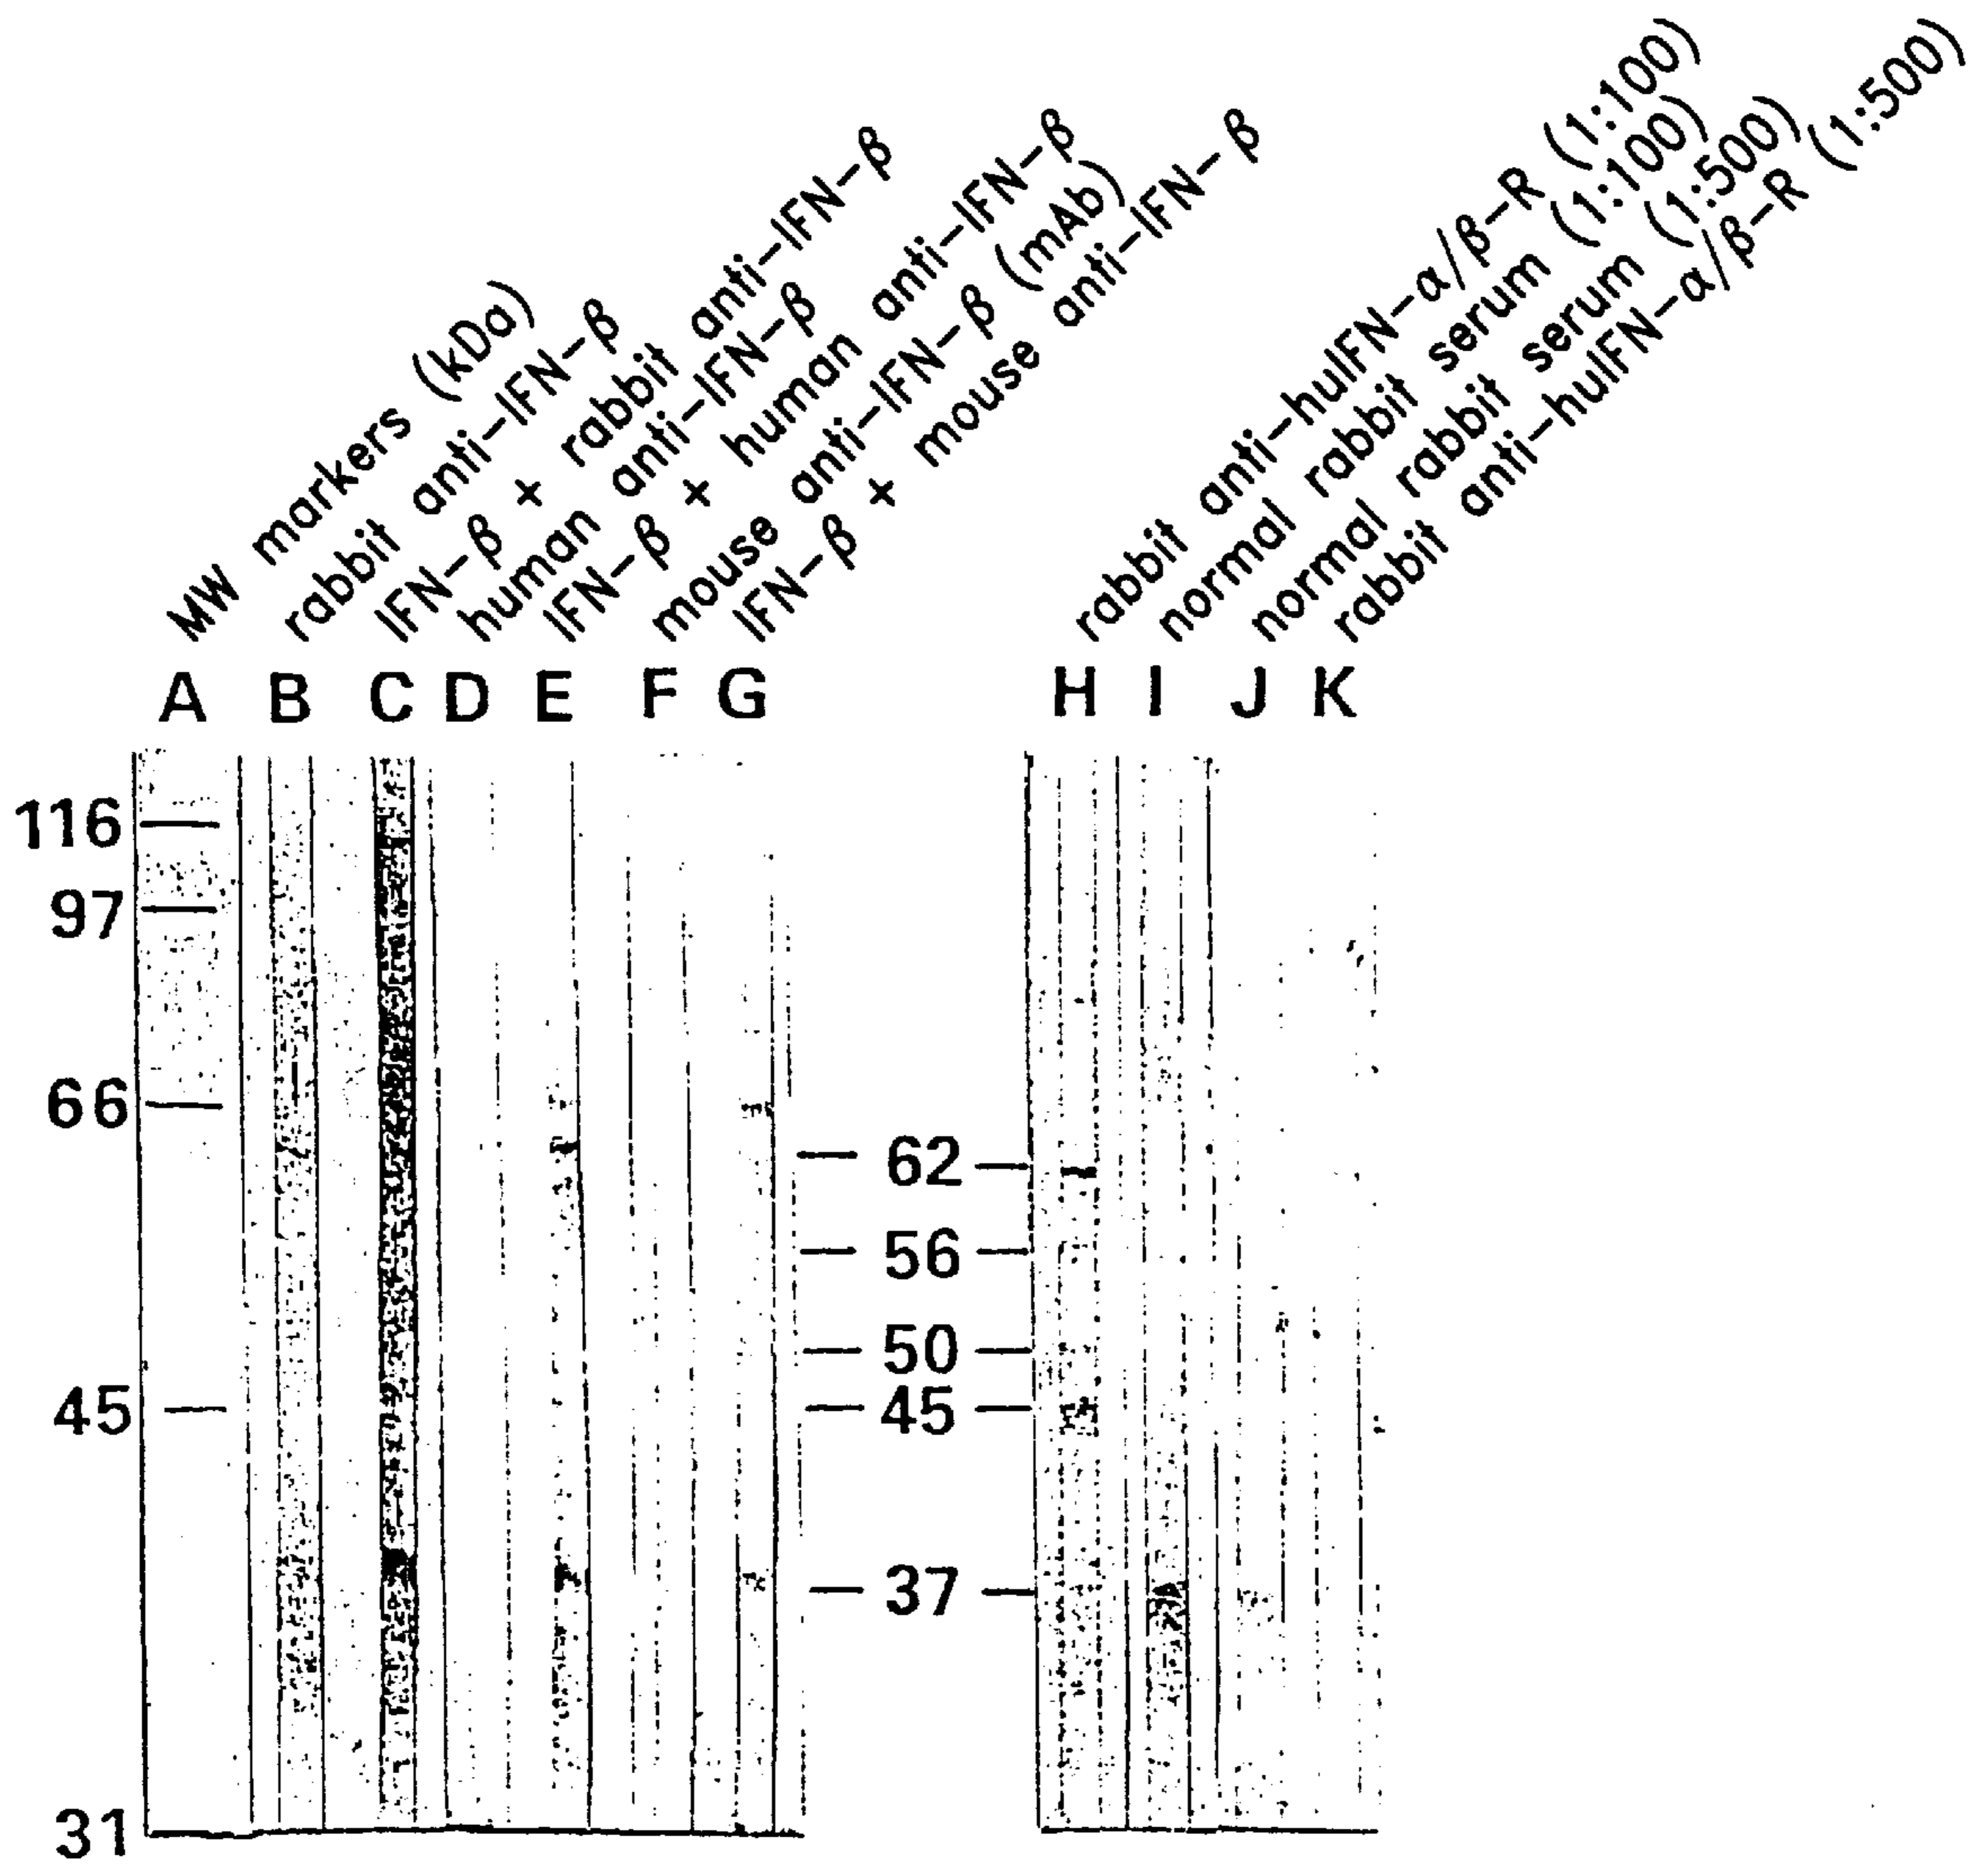 MW markers (kDa)
rabbit anti-IFN-β
IFN-β + rabbit anti-IFN-β
human anti-IFN-β
IFN-β + human anti-IFN-β
mouse anti-IFN-β (mAb)
IFN-β + mouse anti-IFN-β
rabbit anti-huIFN-α/β-R (1:100)
normal rabbit serum (1:100)
normal rabbit serum (1:500)
rabbit anti-huIFN-α/β-R (1:500)
A B C D E F G H I J K
116
97
66
62
56
50
45 45
37
31